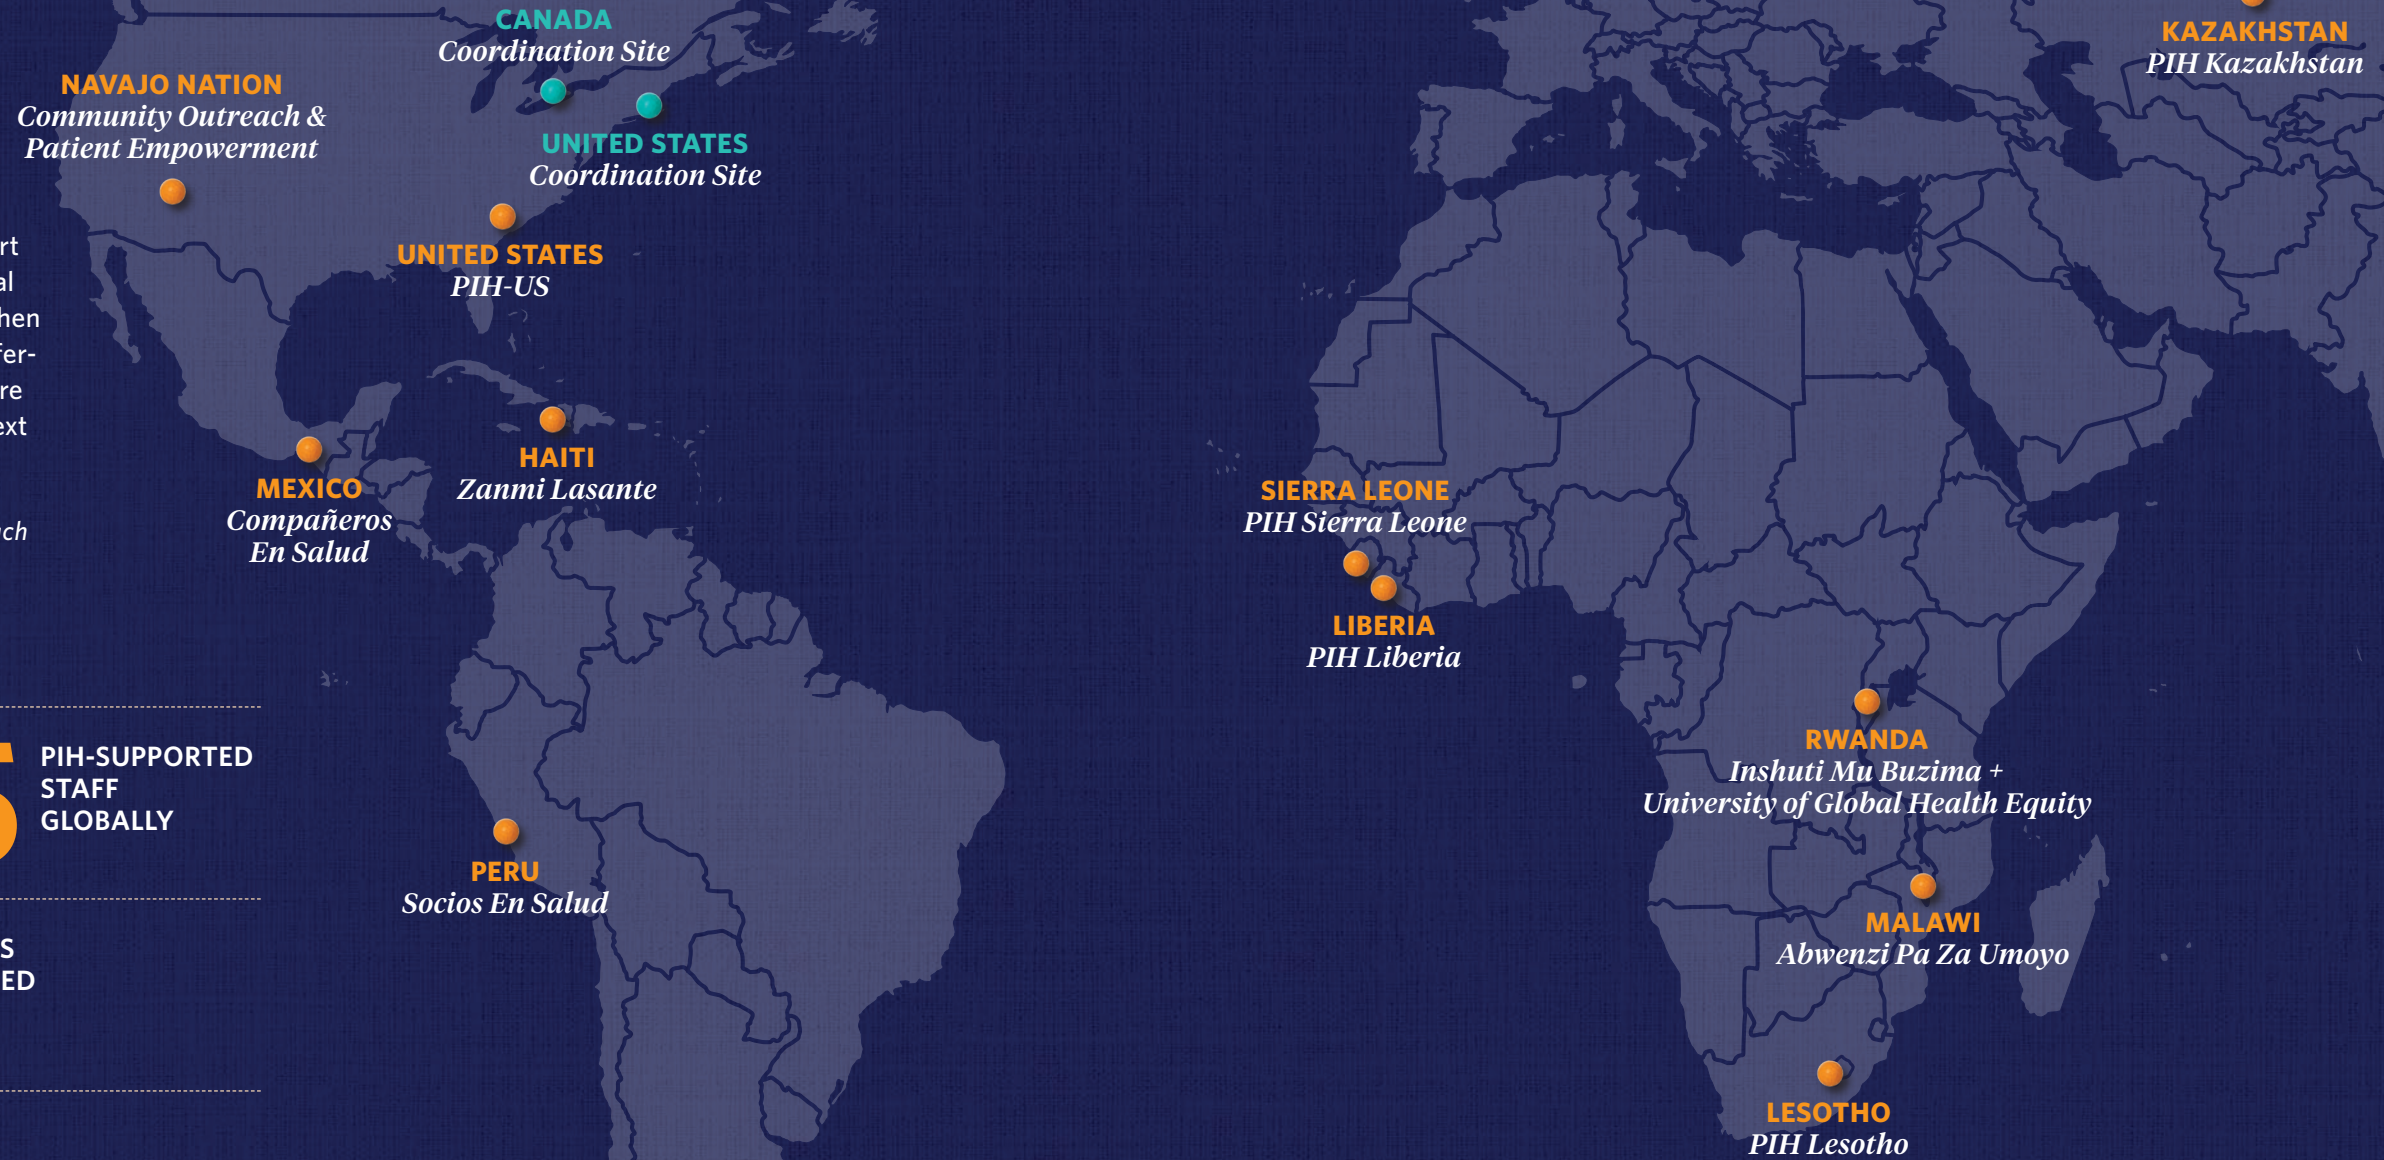 CANADA
Coordination Site
KAZAKHSTAN
PIH Kazakhstan
NAVAJO NATION
Community Outreach &
Patient Empowerment
UNITED STATES
Coordination Site
UNITED STATES
PIH-US
HAITI
Zanmi Lasante
MEXICO
Compañeros
En Salud
SIERRA LEONE
PIH Sierra Leone
LIBERIA
PIH Liberia
RWANDA
Inshuti Mu Buzima +
University of Global Health Equity
PERU
Socios En Salud
MALAWI
Abwenzi Pa Za Umoyo
LESOTHO
PIH Lesotho
PIH-SUPPORTED
STAFF
GLOBALLY